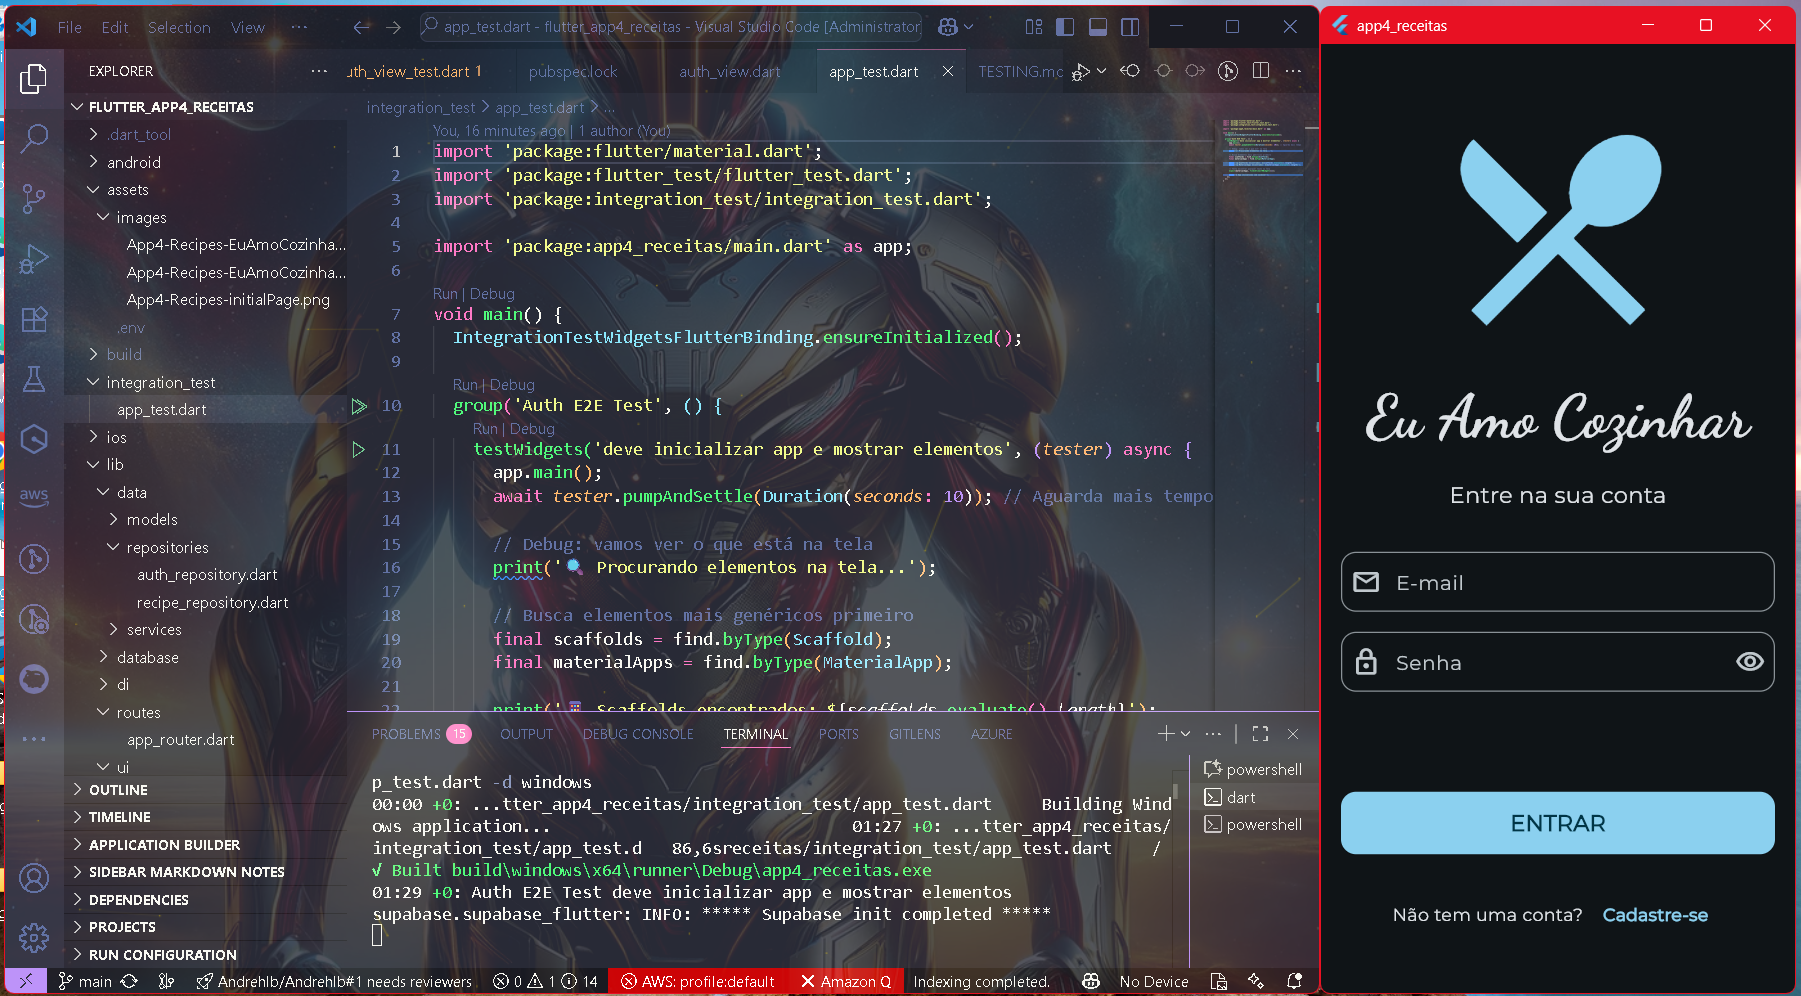 File Edit Selection View ···
app_test.dart - flutter_app4_receitas - Visual Studio Code [Administrator]
EXPLORER ···
FLUTTER_APP4_RECEITAS
.dart_tool
android
assets
images
App4-Recipes-EuAmoCozinha...
App4-Recipes-EuAmoCozinha...
App4-Recipes-initialPage.png
.env
build
integration_test
app_test.dart
ios
lib
data
models
repositories
auth_repository.dart
recipe_repository.dart
services
database
di
routes
app_router.dart
ui
OUTLINE
TIMELINE
APPLICATION BUILDER
SIDEBAR MARKDOWN NOTES
DEPENDENCIES
PROJECTS
RUN CONFIGURATION
aws
uth_view_test.dart 1 pubspec.lock auth_view.dart app_test.dart TESTING.mc
integration_test > app_test.dart > ...
You, 16 minutes ago | 1 author (You)
1 import 'package:flutter/material.dart';
2 import 'package:flutter_test/flutter_test.dart';
3 import 'package:integration_test/integration_test.dart';
4
5 import 'package:app4_receitas/main.dart' as app;
6
Run | Debug
7 void main() {
8 IntegrationTestWidgetsFlutterBinding.ensureInitialized();
9
Run | Debug
10 group('Auth E2E Test', () {
Run | Debug
11 testWidgets('deve inicializar app e mostrar elementos', (tester) async {
12 app.main();
13 await tester.pumpAndSettle(Duration(seconds: 10)); // Aguarda mais tempo
14
15 // Debug: vamos ver o que está na tela
16 print('🔍 Procurando elementos na tela...');
17
18 // Busca elementos mais genéricos primeiro
19 final scaffolds = find.byType(Scaffold);
20 final materialApps = find.byType(MaterialApp);
21
22 print('📱 Scaffolds encontrados: ${scaffolds.evaluate().length}');
PROBLEMS 15 OUTPUT DEBUG CONSOLE TERMINAL PORTS GITLENS AZURE
p_test.dart -d windows
00:00 +0: ...tter_app4_receitas/integration_test/app_test.dart Building Wind
ows application... 01:27 +0: ...tter_app4_receitas/
integration_test/app_test.d 86,6sreceitas/integration_test/app_test.dart /
√ Built build\windows\x64\runner\Debug\app4_receitas.exe
01:29 +0: Auth E2E Test deve inicializar app e mostrar elementos
supabase.supabase_flutter: INFO: ***** Supabase init completed *****
powershell
dart
powershell
main Andrehlb/Andrehlb#1 needs reviewers 0 1 14 AWS: profile:default Amazon Q Indexing completed. No Device
app4_receitas
Eu Amo Cozinhar
Entre na sua conta
E-mail
Senha
ENTRAR
Não tem uma conta? Cadastre-se